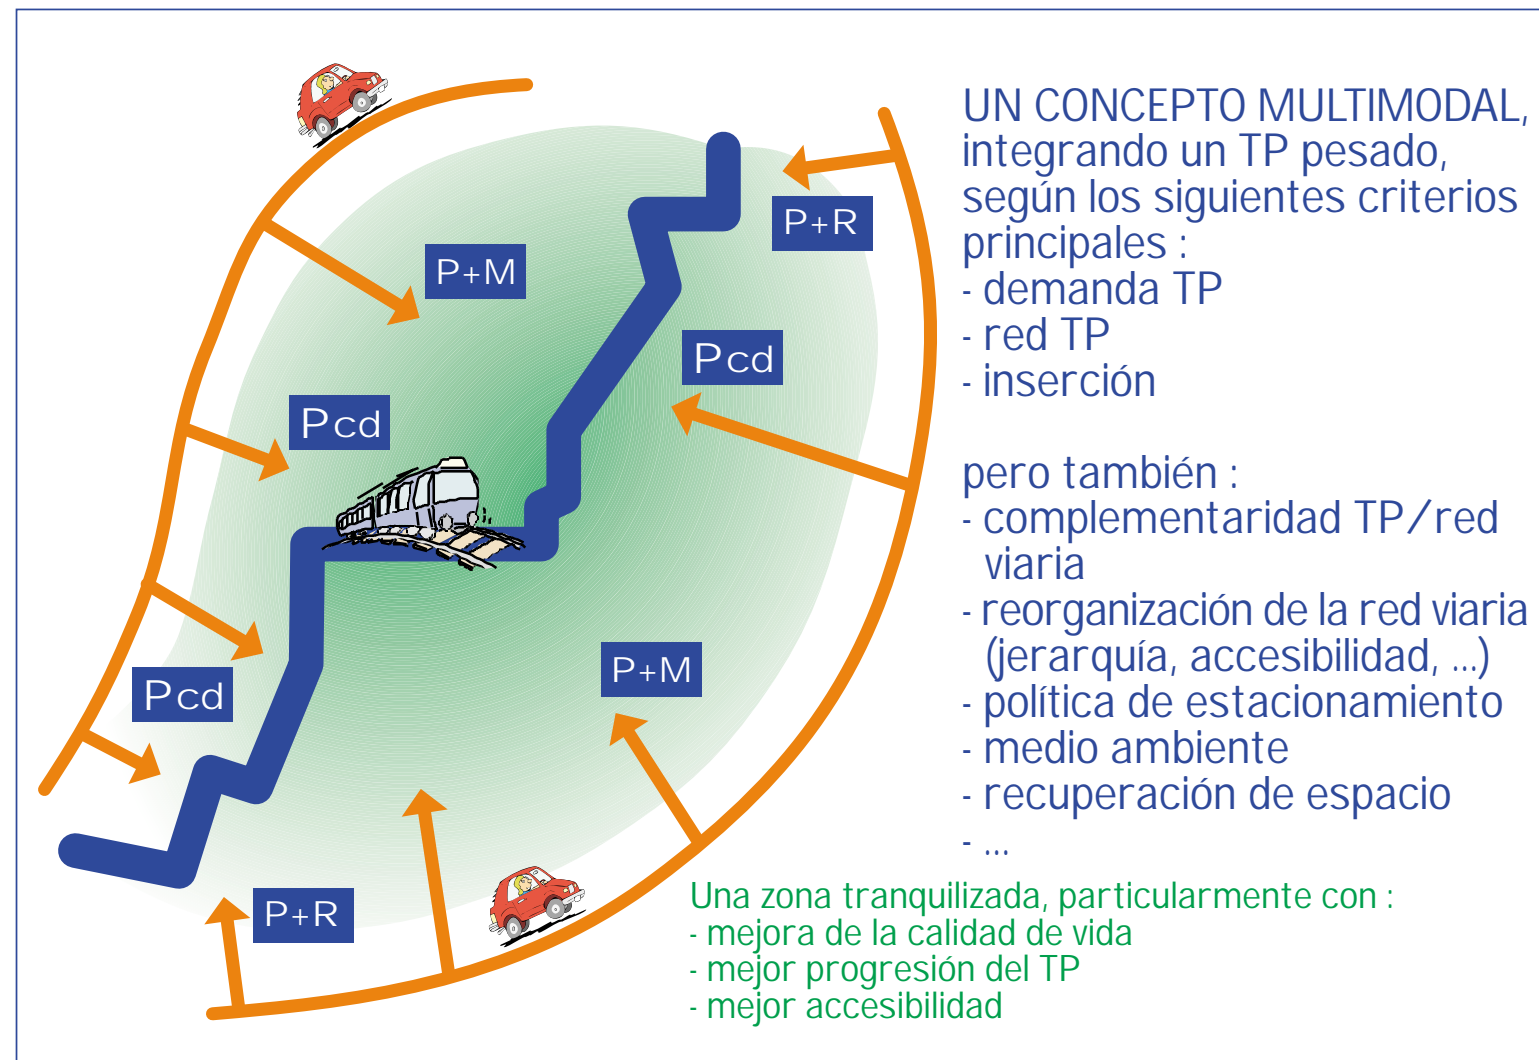 UN CONCEPTO MULTIMODAL,
integrando un TP pesado,
según los siguientes criterios
principales :
- demanda TP
- red TP
- inserción
pero también :
- complementaridad TP/red
viaria
- reorganización de la red viaria
(jerarquía, accesibilidad, ...)
- política de estacionamiento
- medio ambiente
- recuperación de espacio
- ...
P+R
P+M
Pcd
Pcd
P+M
Pcd
P+R
Una zona tranquilizada, particularmente con :
- mejora de la calidad de vida
- mejor progresión del TP
- mejor accesibilidad